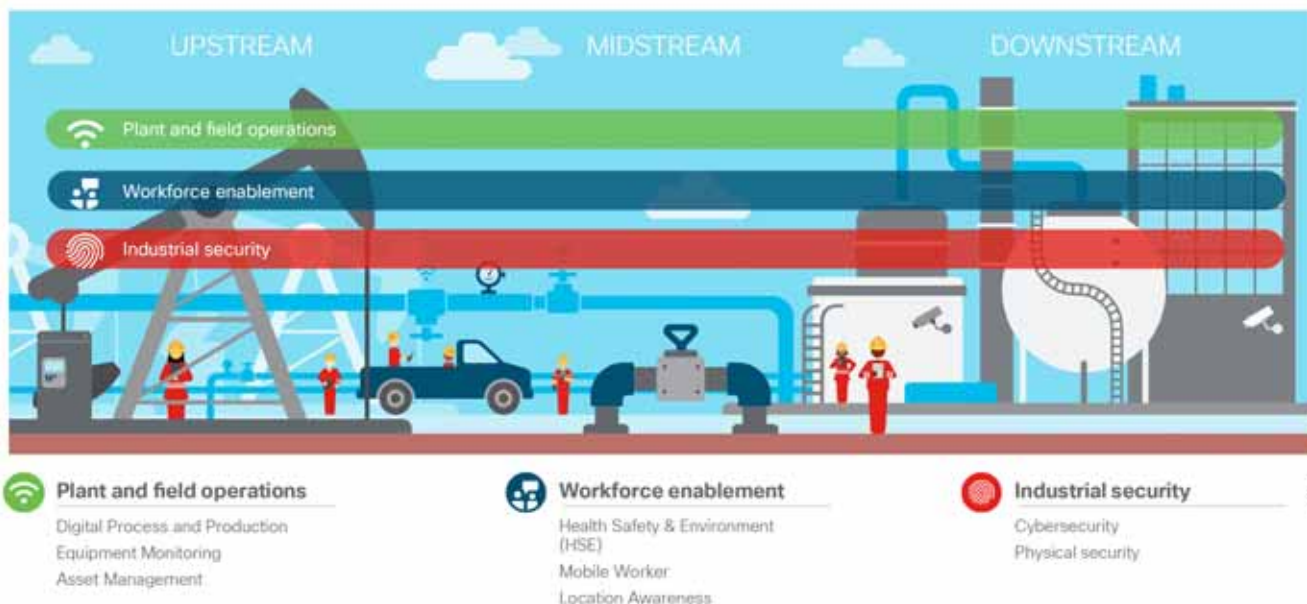 UPSTREAM
MIDSTREAM
DOWNSTREAM
Plant and field operations
Workforce enablement
Industrial security
Plant and field operations
Digital Process and Production
Equipment Monitoring
Asset Management
Workforce enablement
Health Safety & Environment
(HSE)
Mobile Worker
Location Awareness
Industrial security
Cybersecurity
Physical security